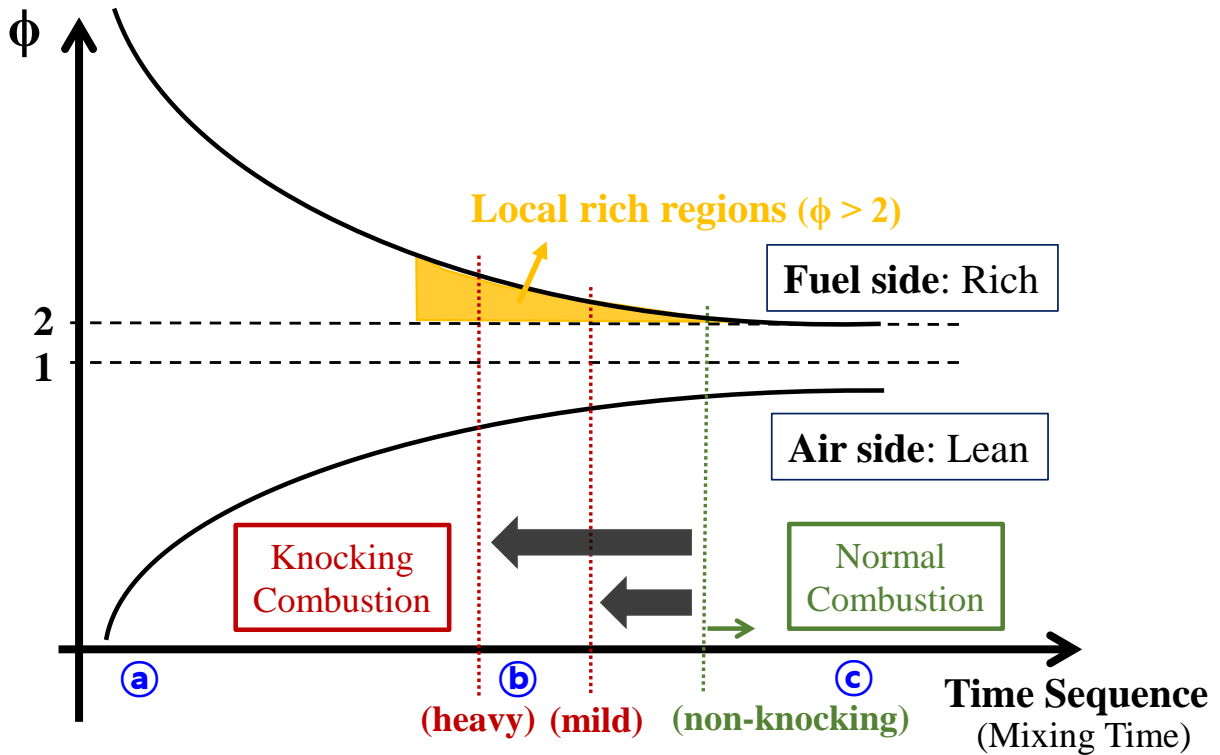 ϕ
Local rich regions (ϕ > 2)
Fuel side: Rich
2
1
Air side: Lean
Knocking
Combustion
Normal
Combustion
ⓐ
ⓑ
ⓒ
(heavy)
(mild)
(non-knocking)
Time Sequence
(Mixing Time)